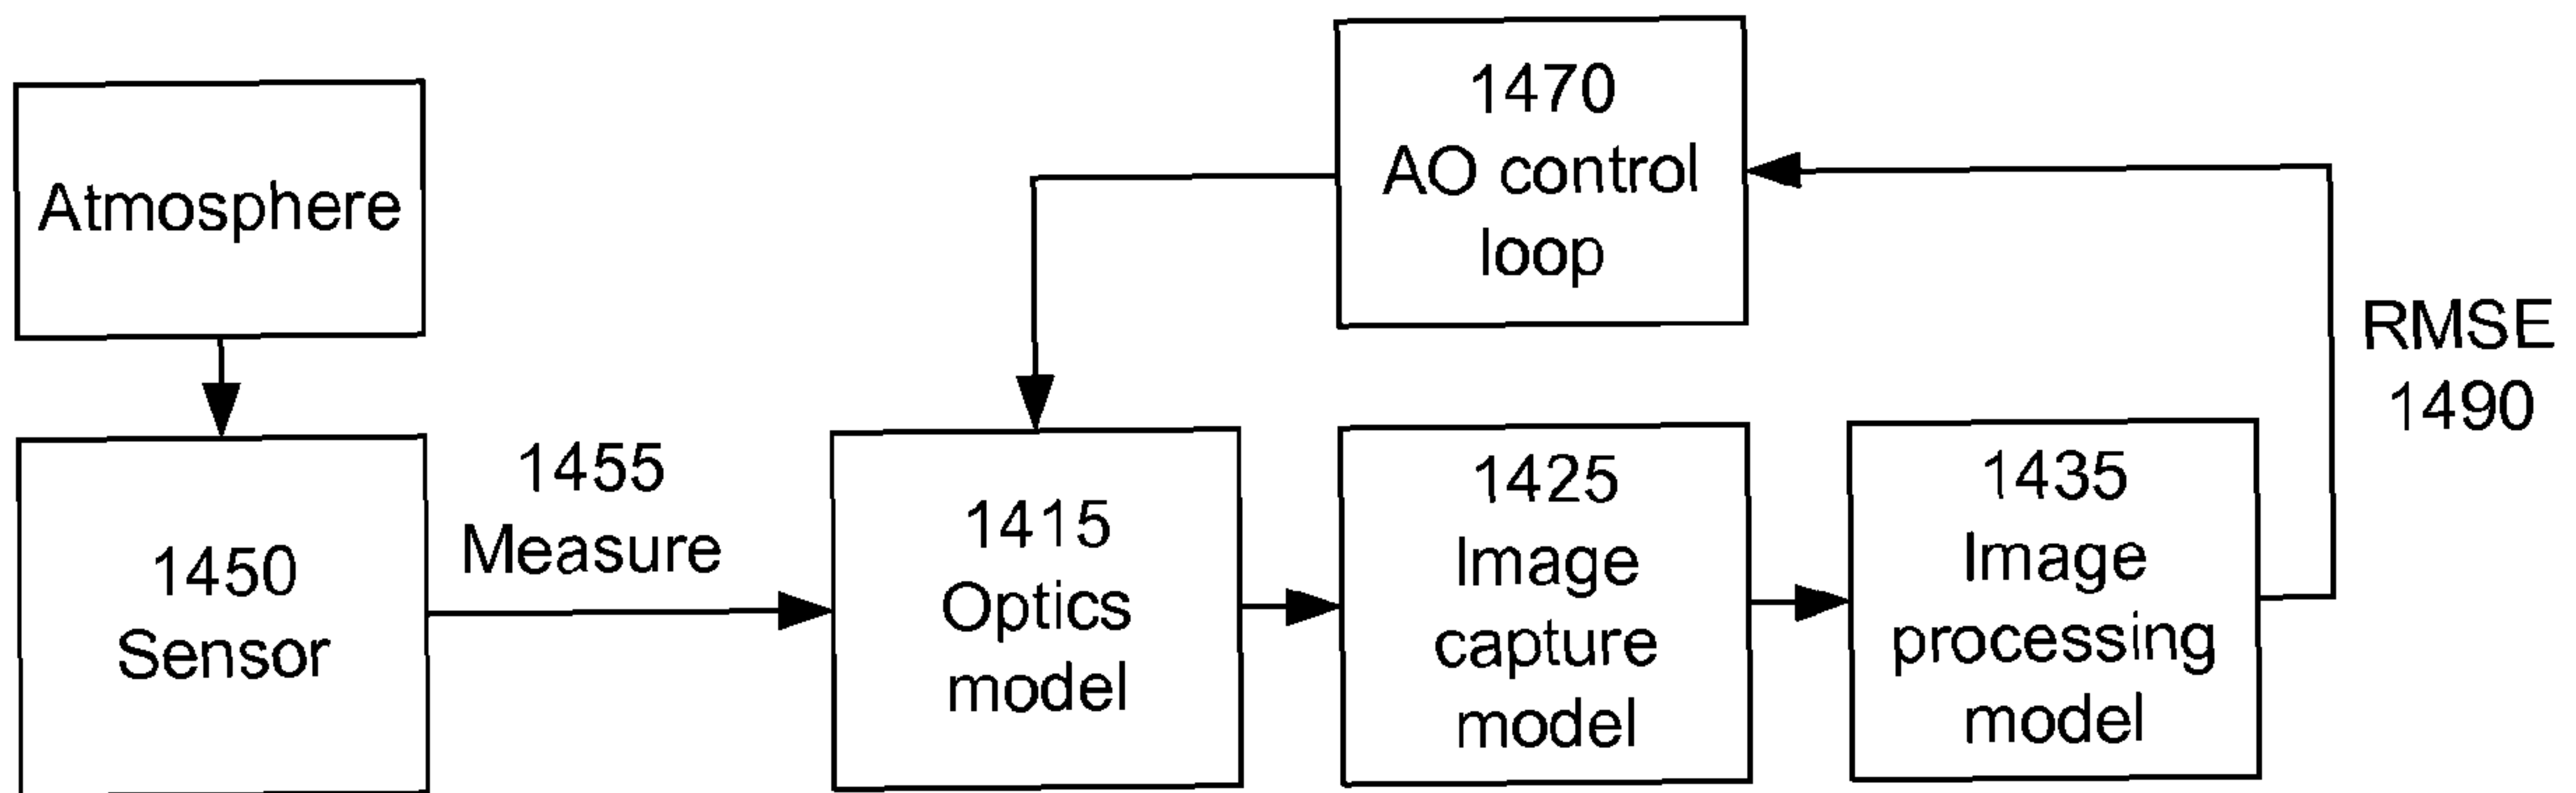 Atmosphere
1470
AO control
loop
RMSE
1490
1450
Sensor
1455
Measure
1415
Optics
model
1425
Image
capture
model
1435
Image
processing
model